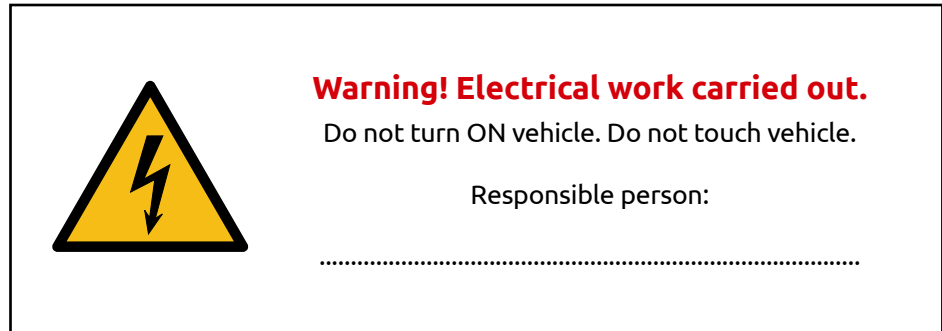 Warning! Electrical work carried out.
Do not turn ON vehicle. Do not touch vehicle.
Responsible person:
.......................................................................................